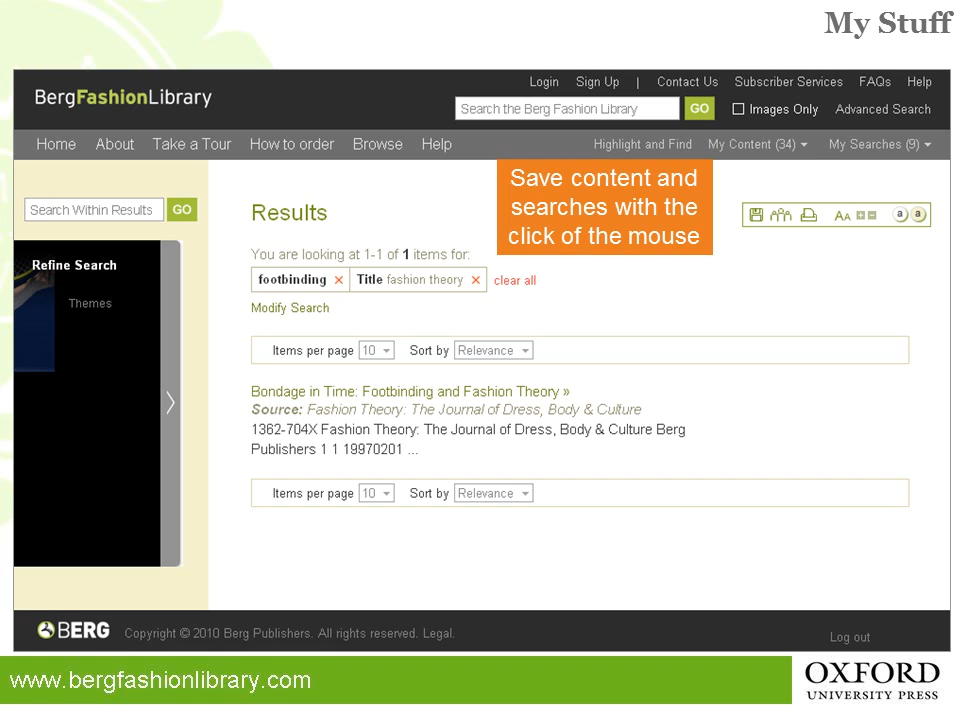 My Stuff
Login Sign Up | Contact Us Subscriber Services FAQs Help
BergFashionLibrary
Search the Berg Fashion Library GO Images Only Advanced Search
Home About Take a Tour How to order Browse Help Highlight and Find My Content (34) My Searches (9)
Save content and
searches with the
click of the mouse
Search Within Results GO
Results
AA
a a
You are looking at 1-1 of 1 items for:
Refine Search
footbinding × Title fashion theory × clear all
Themes
Modify Search
Items per page 10 Sort by Relevance
Bondage in Time: Footbinding and Fashion Theory »
Source: Fashion Theory: The Journal of Dress, Body & Culture
1362-704X Fashion Theory: The Journal of Dress, Body & Culture Berg
Publishers 1 1 19970201 ...
Items per page 10 Sort by Relevance
BERG Copyright © 2010 Berg Publishers. All rights reserved. Legal.
Log out
www.bergfashionlibrary.com
OXFORD
UNIVERSITY PRESS